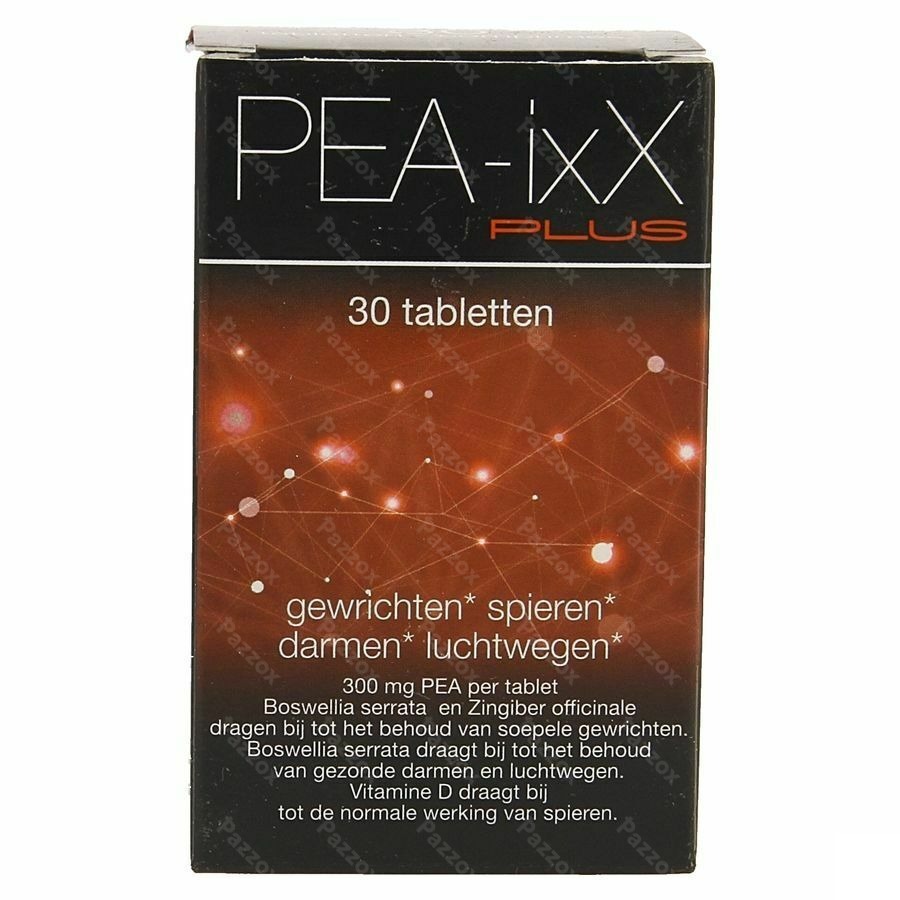 PEA-ixX
PLUS
30 tabletten
gewrichten* spieren*
darmen* luchtwegen*
300 mg PEA per tablet
Boswellia serrata en Zingiber officinale
dragen bij tot het behoud van soepele gewrichten.
Boswellia serrata draagt bij tot het behoud
van gezonde darmen en luchtwegen.
Vitamine D draagt bij
tot de normale werking van spieren.
Pazzox